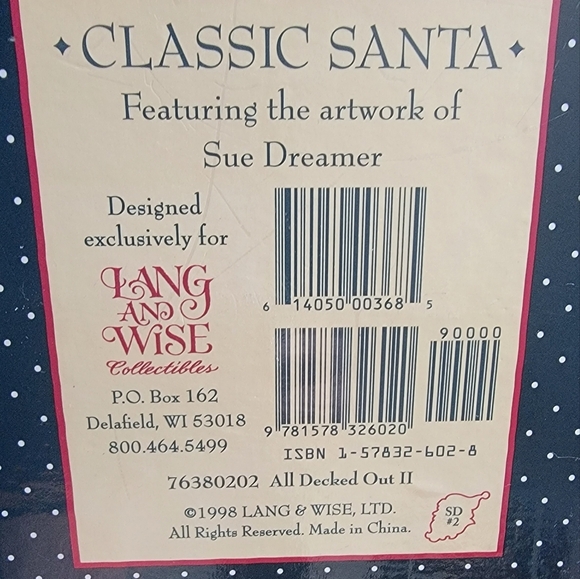 CLASSIC SANTA
Featuring the artwork of
Sue Dreamer
Designed
exclusively for
LANG
AND
WISE
Collectibles
P.O. Box 162
Delafield, WI 53018
800.464.5499
6 14050 00368 5
90000
9 781578 326020
ISBN 1-57832-602-8
76380202 All Decked Out II
©1998 LANG & WISE, LTD.
All Rights Reserved. Made in China.
SD
#2